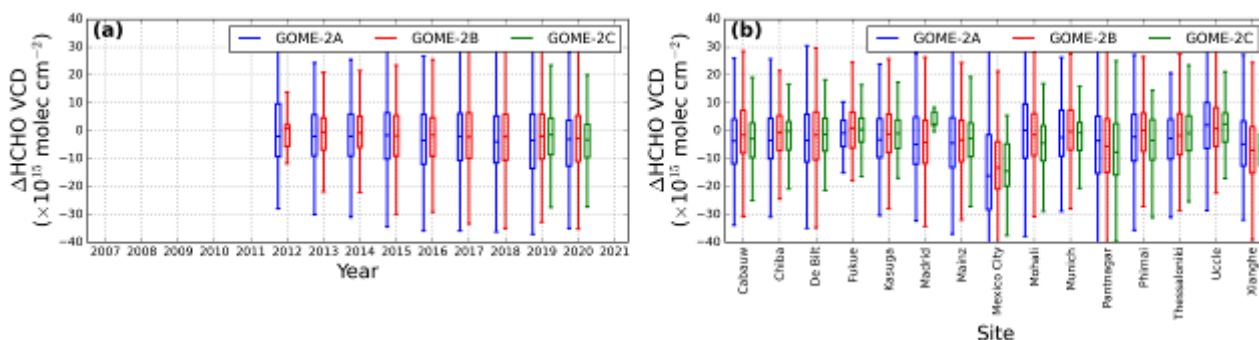 (a)
GOME-2A GOME-2B GOME-2C
ΔHCHO VCD
(×10¹⁵ molec cm⁻²)
40
30
20
10
0
−10
−20
−30
−40
2007 2008 2009 2010 2011 2012 2013 2014 2015 2016 2017 2018 2019 2020 2021
Year
(b)
GOME-2A GOME-2B GOME-2C
ΔHCHO VCD
(×10¹⁵ molec cm⁻²)
40
30
20
10
0
−10
−20
−30
−40
Cabauw
Chiba
De Bilt
Fukue
Kasuga
Madrid
Mainz
Mexico City
Mohali
Munich
Pantnagar
Phimai
Thessaloniki
Uccle
Xianghe
Site